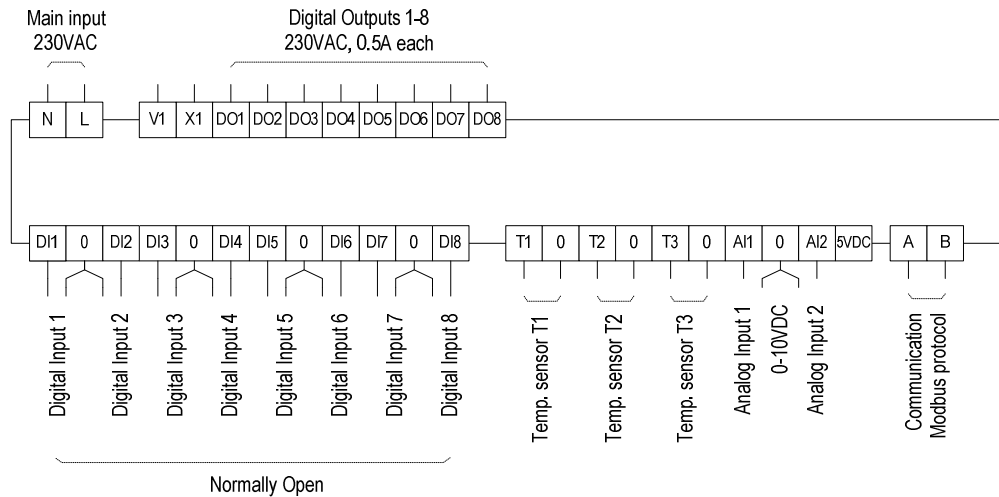 Main input
230VAC
Digital Outputs 1-8
230VAC, 0.5A each
N L V1 X1 DO1 DO2 DO3 DO4 DO5 DO6 DO7 DO8
DI1 0 DI2 DI3 0 DI4 DI5 0 DI6 DI7 0 DI8 T1 0 T2 0 T3 0 AI1 0 AI2 5VDC A B
Digital Input 1
Digital Input 2
Digital Input 3
Digital Input 4
Digital Input 5
Digital Input 6
Digital Input 7
Digital Input 8
Temp. sensor T1
Temp. sensor T2
Temp. sensor T3
Analog Input 1
0-10VDC
Analog Input 2
Communication
Modbus protocol
Normally Open